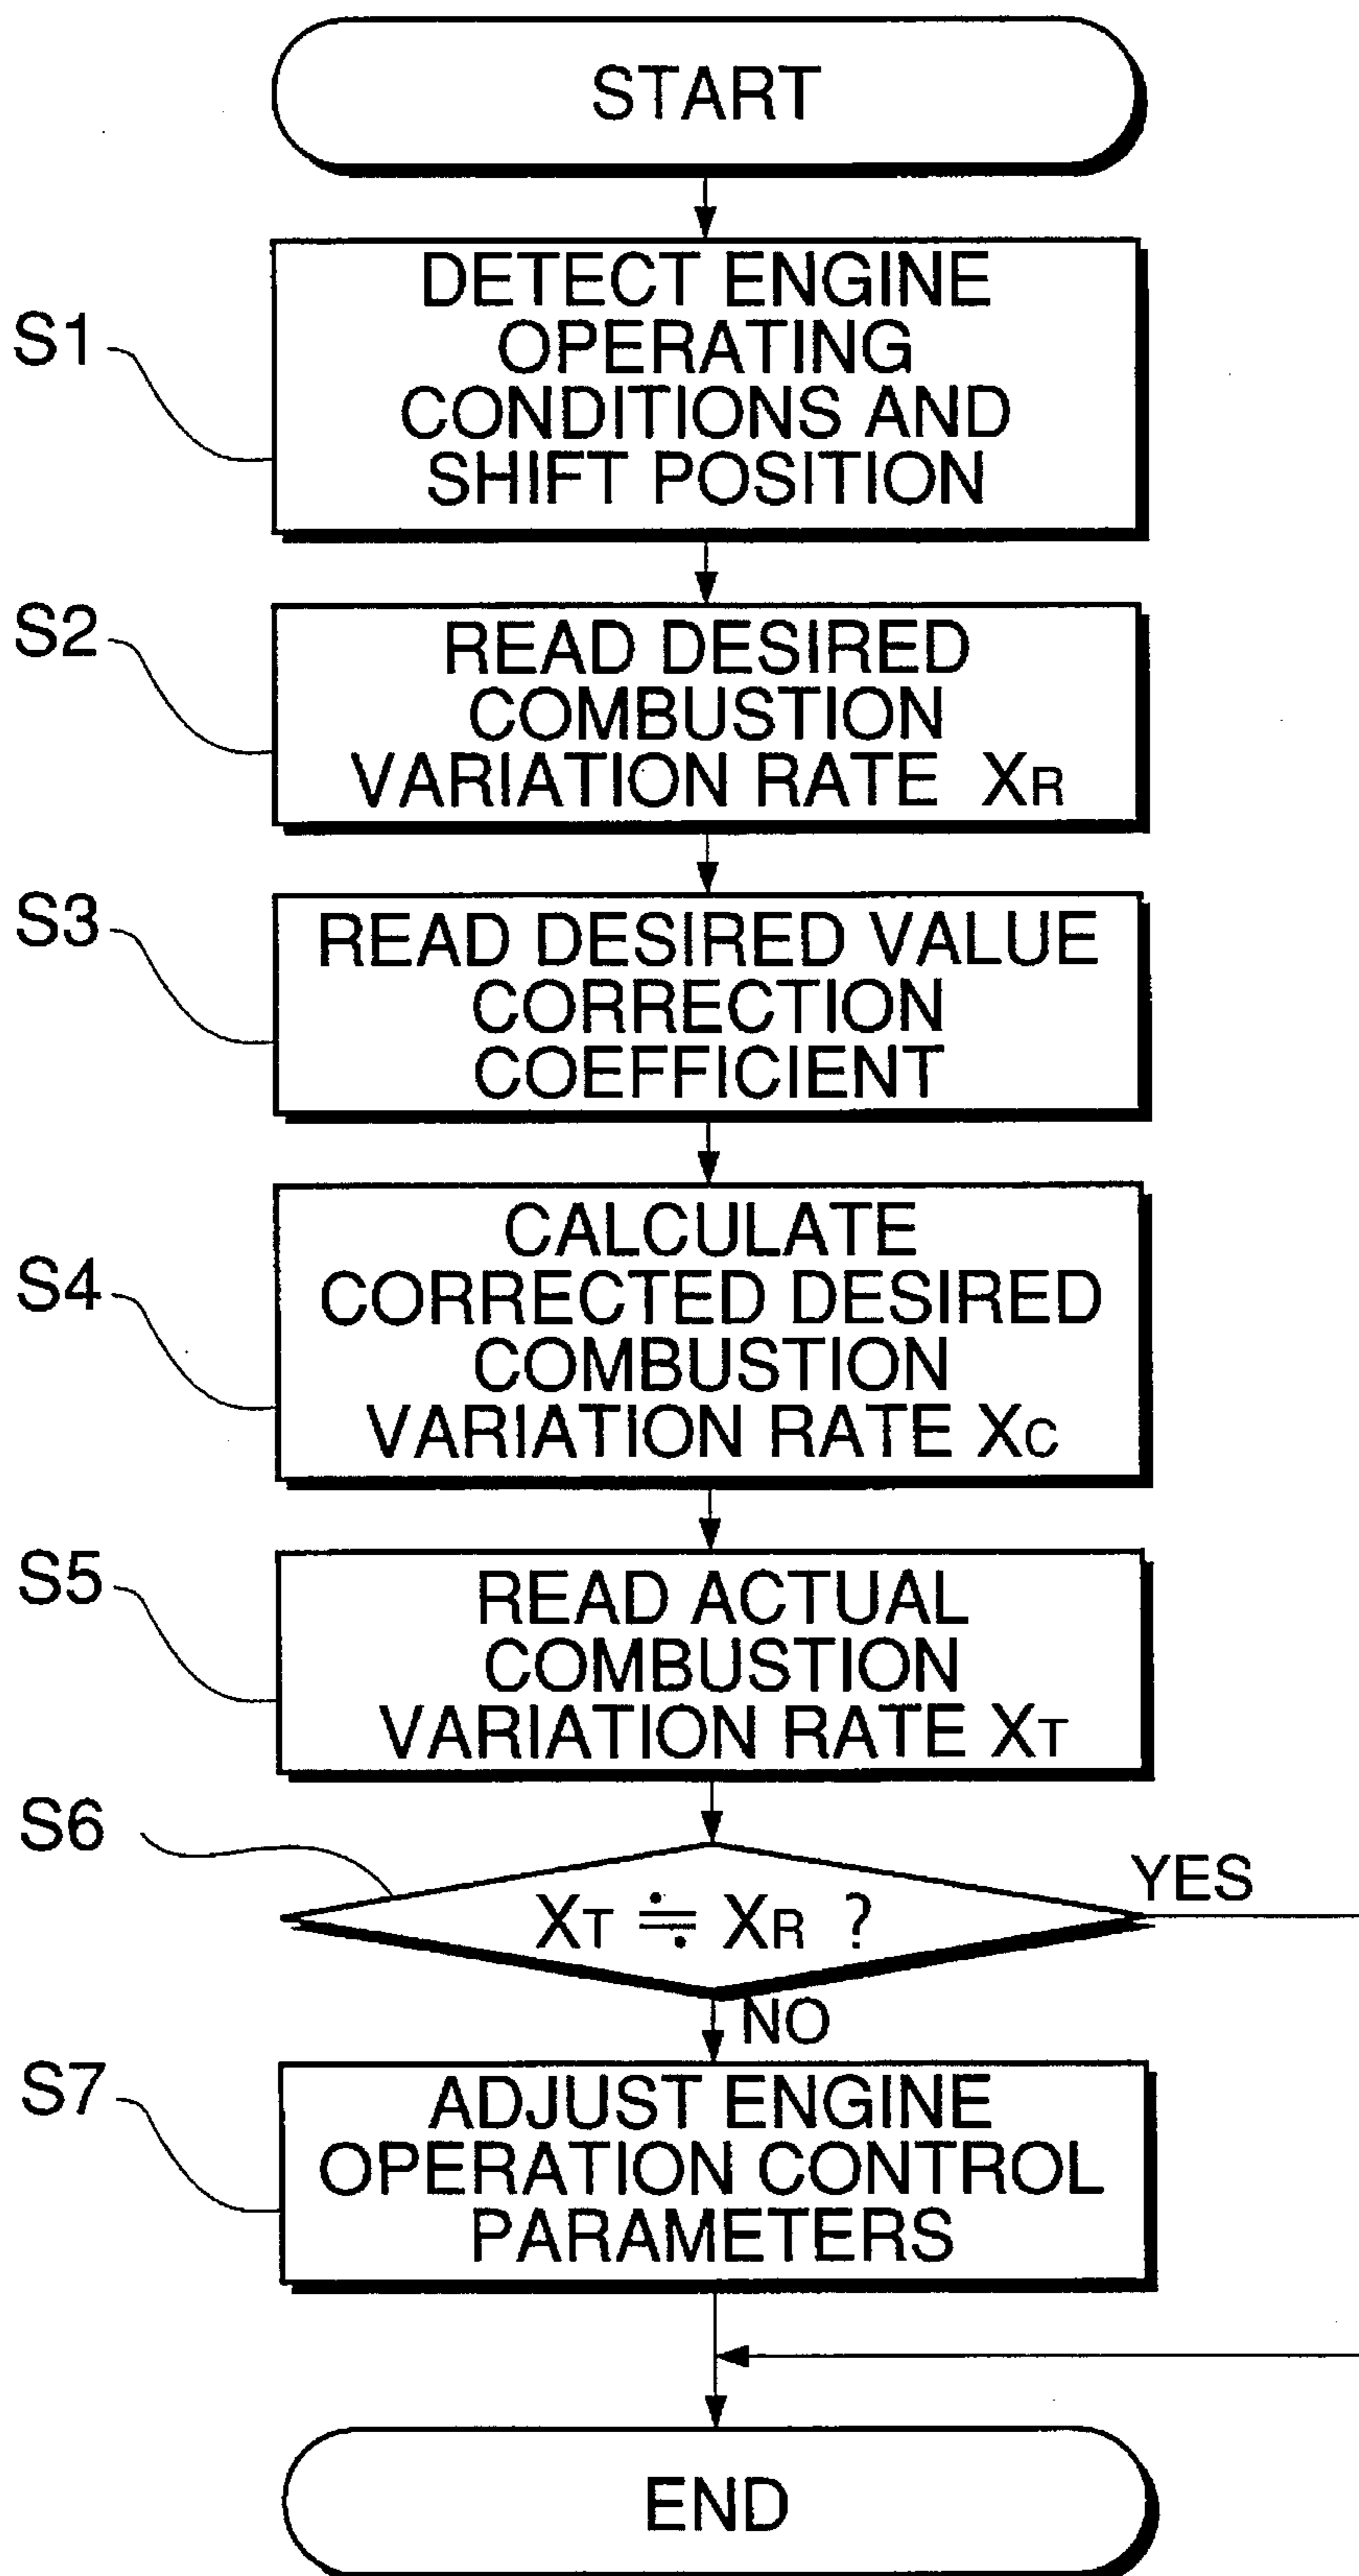 START
S1
DETECT ENGINE
OPERATING
CONDITIONS AND
SHIFT POSITION
S2
READ DESIRED
COMBUSTION
VARIATION RATE XR
S3
READ DESIRED VALUE
CORRECTION
COEFFICIENT
S4
CALCULATE
CORRECTED DESIRED
COMBUSTION
VARIATION RATE XC
S5
READ ACTUAL
COMBUSTION
VARIATION RATE XT
S6
XT ≒ XR ?
YES
NO
S7
ADJUST ENGINE
OPERATION CONTROL
PARAMETERS
END